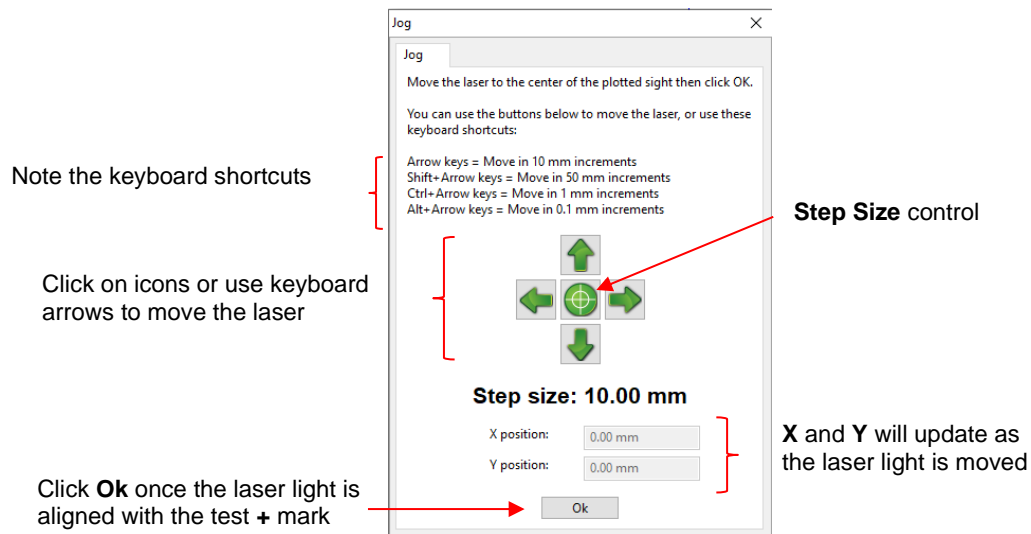 Jog
Jog
Move the laser to the center of the plotted sight then click OK.
You can use the buttons below to move the laser, or use these
keyboard shortcuts:
Note the keyboard shortcuts
Arrow keys = Move in 10 mm increments
Shift+Arrow keys = Move in 50 mm increments
Ctrl+Arrow keys = Move in 1 mm increments
Alt+Arrow keys = Move in 0.1 mm increments
Step Size control
Click on icons or use keyboard
arrows to move the laser
Step size: 10.00 mm
X position: 0.00 mm
Y position: 0.00 mm
X and Y will update as
the laser light is moved
Click Ok once the laser light is
aligned with the test + mark
Ok